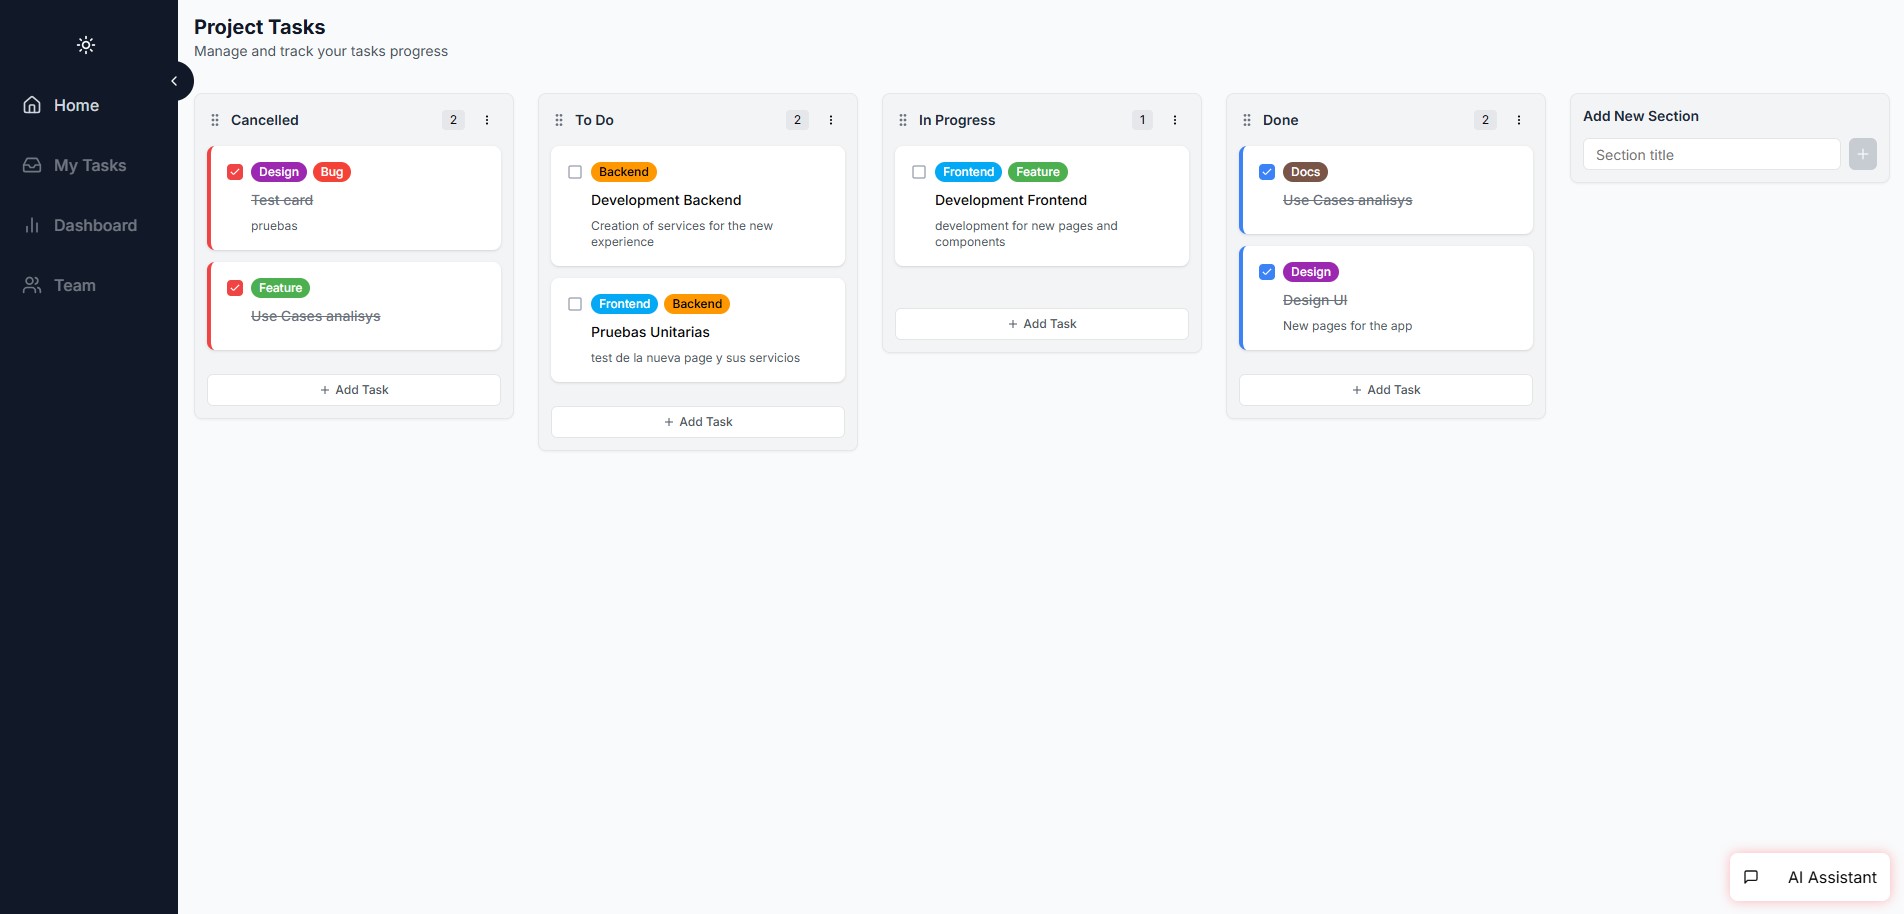 Project Tasks
Manage and track your tasks progress
Home
My Tasks
Dashboard
Team
Cancelled 2
Design Bug
Test card
pruebas
Feature
Use Cases analisys
+ Add Task
To Do 2
Backend
Development Backend
Creation of services for the new
experience
Frontend Backend
Pruebas Unitarias
test de la nueva page y sus servicios
+ Add Task
In Progress 1
Frontend Feature
Development Frontend
development for new pages and
components
+ Add Task
Done 2
Docs
Use Cases analisys
Design
Design UI
New pages for the app
+ Add Task
Add New Section
Section title
AI Assistant